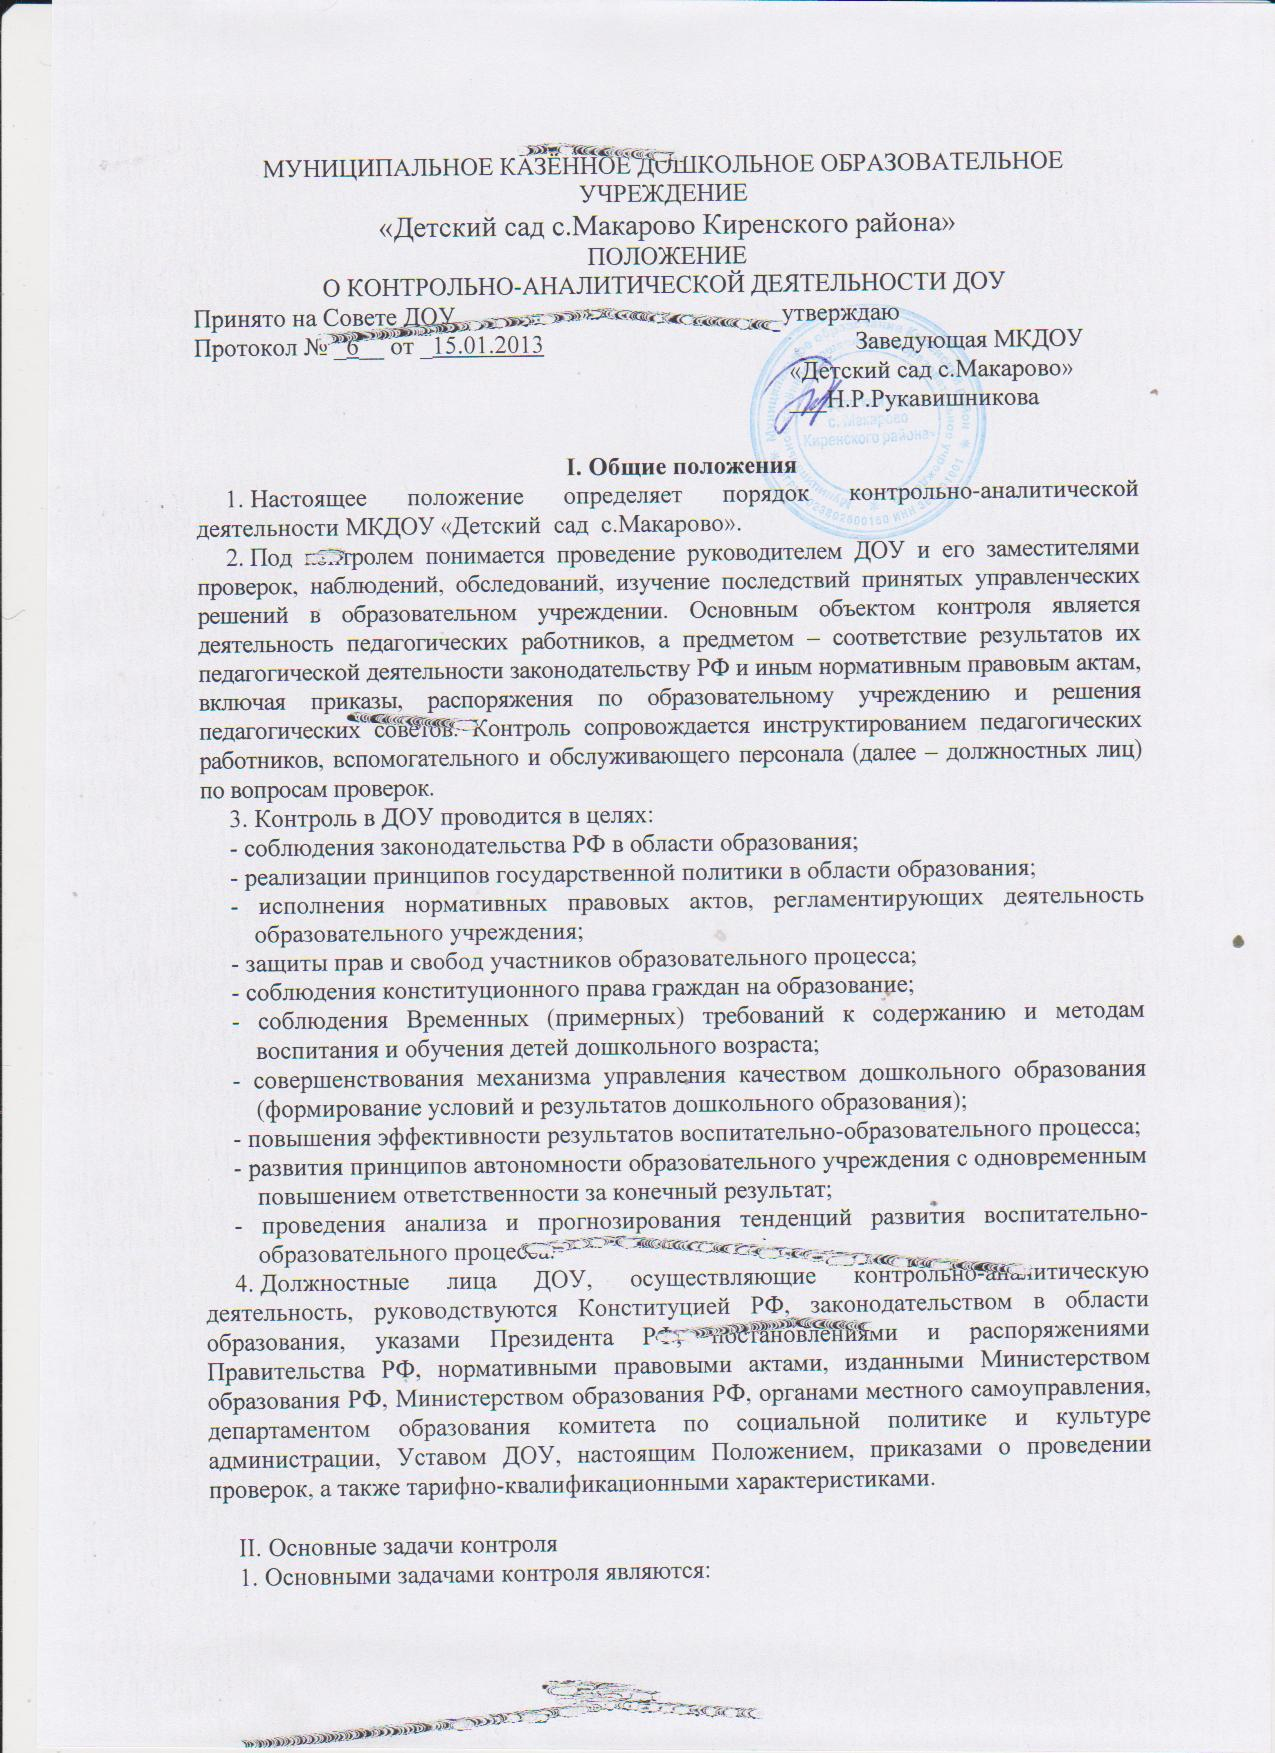 МУНИЦИПАЛЬНОЕ КАЗЁННОЕ ДОШКОЛЬНОЕ ОБРАЗОВАТЕЛЬНОЕ
УЧРЕЖДЕНИЕ
«Детский сад с.Макарово Киренского района»
ПОЛОЖЕНИЕ
О КОНТРОЛЬНО-АНАЛИТИЧЕСКОЙ ДЕЯТЕЛЬНОСТИ ДОУ
Принято на Совете ДОУ утверждаю
Протокол № _6__ от _15.01.2013 Заведующая МКДОУ
«Детский сад с.Макарово»
___Н.Р.Рукавишникова
с. Макарово
Киренского района»
I. Общие положения
1. Настоящее положение определяет порядок контрольно-аналитической
деятельности МКДОУ «Детский сад с.Макарово».
2. Под контролем понимается проведение руководителем ДОУ и его заместителями
проверок, наблюдений, обследований, изучение последствий принятых управленческих
решений в образовательном учреждении. Основным объектом контроля является
деятельность педагогических работников, а предметом – соответствие результатов их
педагогической деятельности законодательству РФ и иным нормативным правовым актам,
включая приказы, распоряжения по образовательному учреждению и решения
педагогических советов. Контроль сопровождается инструктированием педагогических
работников, вспомогательного и обслуживающего персонала (далее – должностных лиц)
по вопросам проверок.
3. Контроль в ДОУ проводится в целях:
- соблюдения законодательства РФ в области образования;
- реализации принципов государственной политики в области образования;
- исполнения нормативных правовых актов, регламентирующих деятельность
образовательного учреждения;
- защиты прав и свобод участников образовательного процесса;
- соблюдения конституционного права граждан на образование;
- соблюдения Временных (примерных) требований к содержанию и методам
воспитания и обучения детей дошкольного возраста;
- совершенствования механизма управления качеством дошкольного образования
(формирование условий и результатов дошкольного образования);
- повышения эффективности результатов воспитательно-образовательного процесса;
- развития принципов автономности образовательного учреждения с одновременным
повышением ответственности за конечный результат;
- проведения анализа и прогнозирования тенденций развития воспитательно-
образовательного процесса.
4. Должностные лица ДОУ, осуществляющие контрольно-аналитическую
деятельность, руководствуются Конституцией РФ, законодательством в области
образования, указами Президента РФ, постановлениями и распоряжениями
Правительства РФ, нормативными правовыми актами, изданными Министерством
образования РФ, Министерством образования РФ, органами местного самоуправления,
департаментом образования комитета по социальной политике и культуре
администрации, Уставом ДОУ, настоящим Положением, приказами о проведении
проверок, а также тарифно-квалификационными характеристиками.
II. Основные задачи контроля
1. Основными задачами контроля являются: